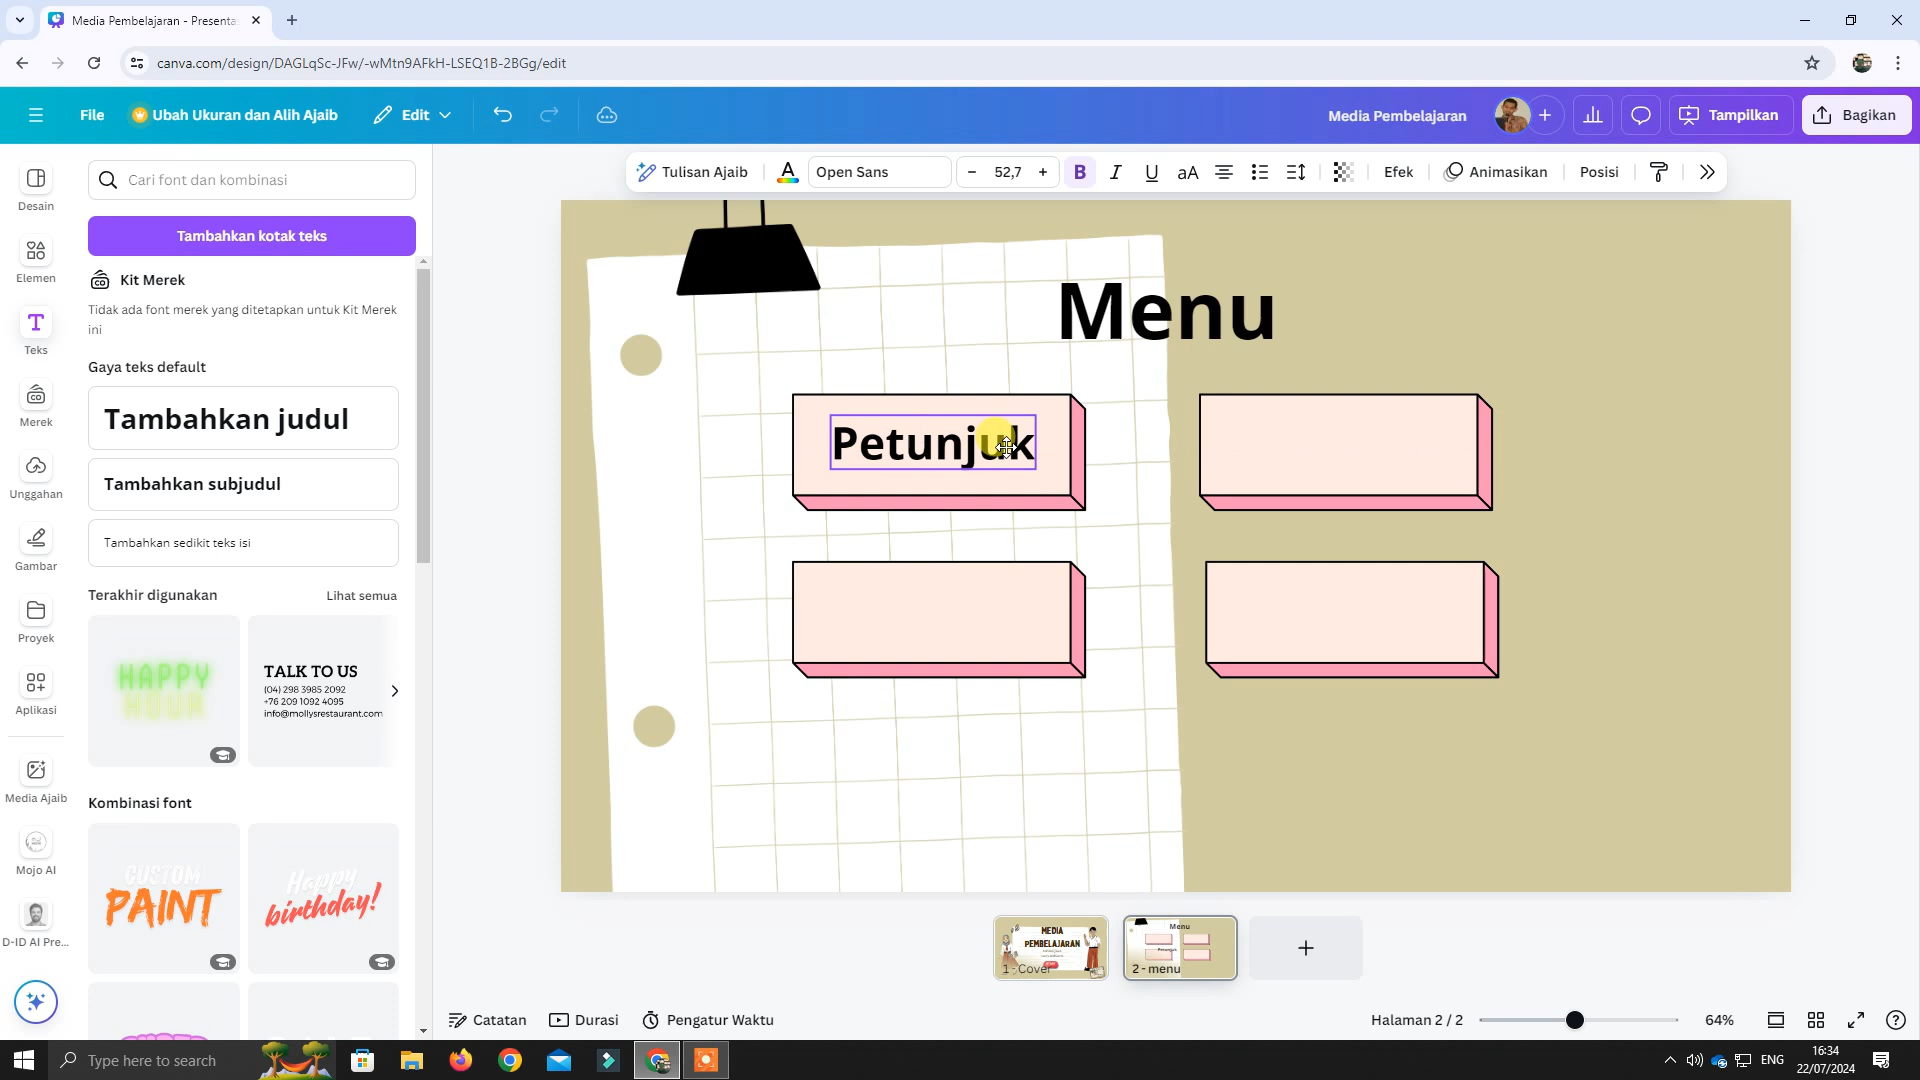 Media Pembelajaran - Presenta
canva.com/design/DAGLqSc-JFw/-wMtn9AFkH-LSEQ1B-2BGg/edit
File
Ubah Ukuran dan Alih Ajaib
Edit
Media Pembelajaran
Tampilkan
Bagikan
Desain
Elemen
Teks
Merek
Unggahan
Gambar
Proyek
Aplikasi
Media Ajaib
Mojo AI
D-ID AI Pre...
Cari font dan kombinasi
Tambahkan kotak teks
Kit Merek
Tidak ada font merek yang ditetapkan untuk Kit Merek
ini
Gaya teks default
Tambahkan judul
Tambahkan subjudul
Tambahkan sedikit teks isi
Terakhir digunakan
Lihat semua
HAPPY
HOUR
TALK TO US
(04) 298 3985 2092
+76 209 1092 4095
info@mollysrestaurant.com
Kombinasi font
CUSTOM
PAINT
Happy
birthday!
Tulisan Ajaib
Open Sans
52,7
B
I
U
aA
Efek
Animasikan
Posisi
Menu
Petunjuk
MEDIA
PEMBELAJARAN
1 - Cover
Menu
Petunjuk
2 - menu
Catatan
Durasi
Pengatur Waktu
Halaman 2 / 2
64%
Type here to search
ENG
16:34
22/07/2024